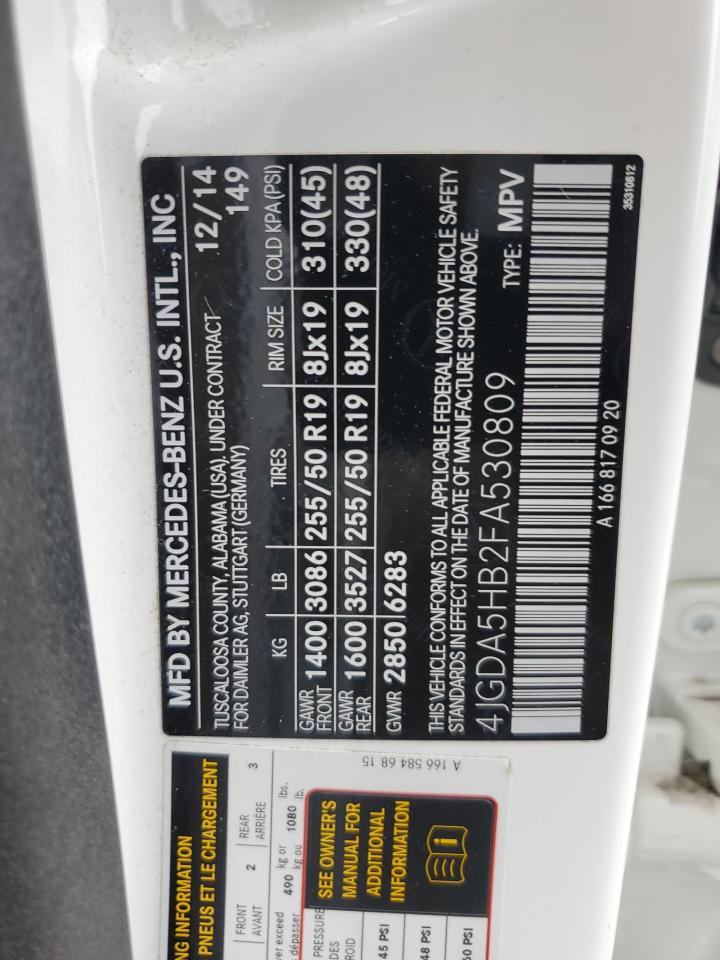 MFD BY MERCEDES-BENZ U.S. INTL., INC
TUSCALOOSA COUNTY, ALABAMA (USA), UNDER CONTRACT 12/14
FOR DAIMLER AG, STUTTGART (GERMANY) 149
KG LB TIRES RIM SIZE COLD KPA(PSI)
GAWR
FRONT 1400 3086 255/50 R19 8Jx19 310(45)
GAWR
REAR 1600 3527 255/50 R19 8Jx19 330(48)
GVWR 2850 6283
THIS VEHICLE CONFORMS TO ALL APPLICABLE FEDERAL MOTOR VEHICLE SAFETY
STANDARDS IN EFFECT ON THE DATE OF MANUFACTURE SHOWN ABOVE.
4JGDA5HB2FA530809 TYPE: MPV
A 166 817 09 20 35310812
A 166 584 68 15
INFORMATION
PNEUS ET LE CHARGEMENT
FRONT 2 REAR 3
AVANT ARRIÈRE
exceed 490 kg or 1080 lbs.
dépasser kg ou lb.
PRESSURE
DES
45 PSI
48 PSI
60 PSI
SEE OWNER'S
MANUAL FOR
ADDITIONAL
INFORMATION
i